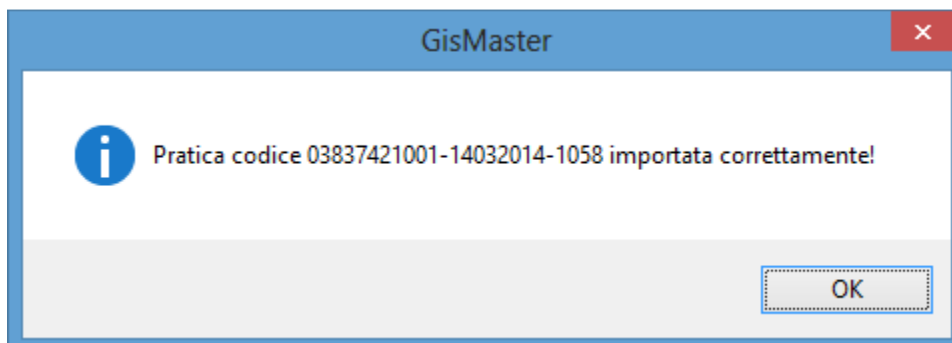 GisMaster
Pratica codice 03837421001-14032014-1058 importata correttamente!
OK